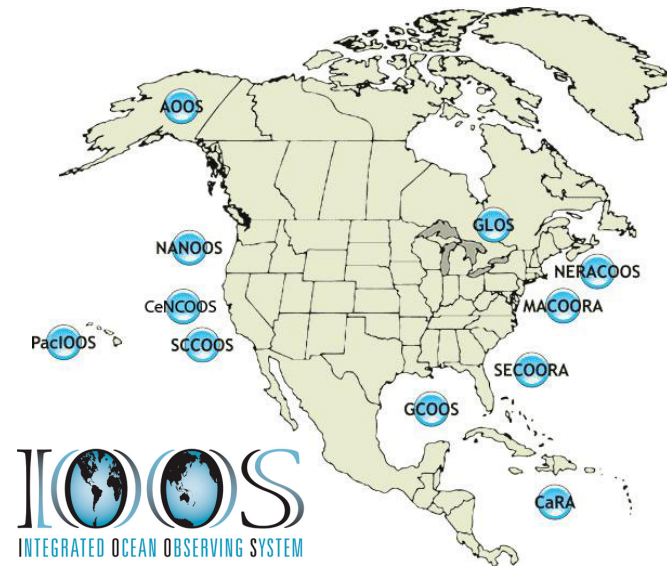 AOOS
GLOS
NANOOS
NERACOOS
CeNCOOS
MACOORA
PacIOOS
SCCOOS
SECOORA
GCOOS
CaRA
IOOS
INTEGRATED OCEAN OBSERVING SYSTEM